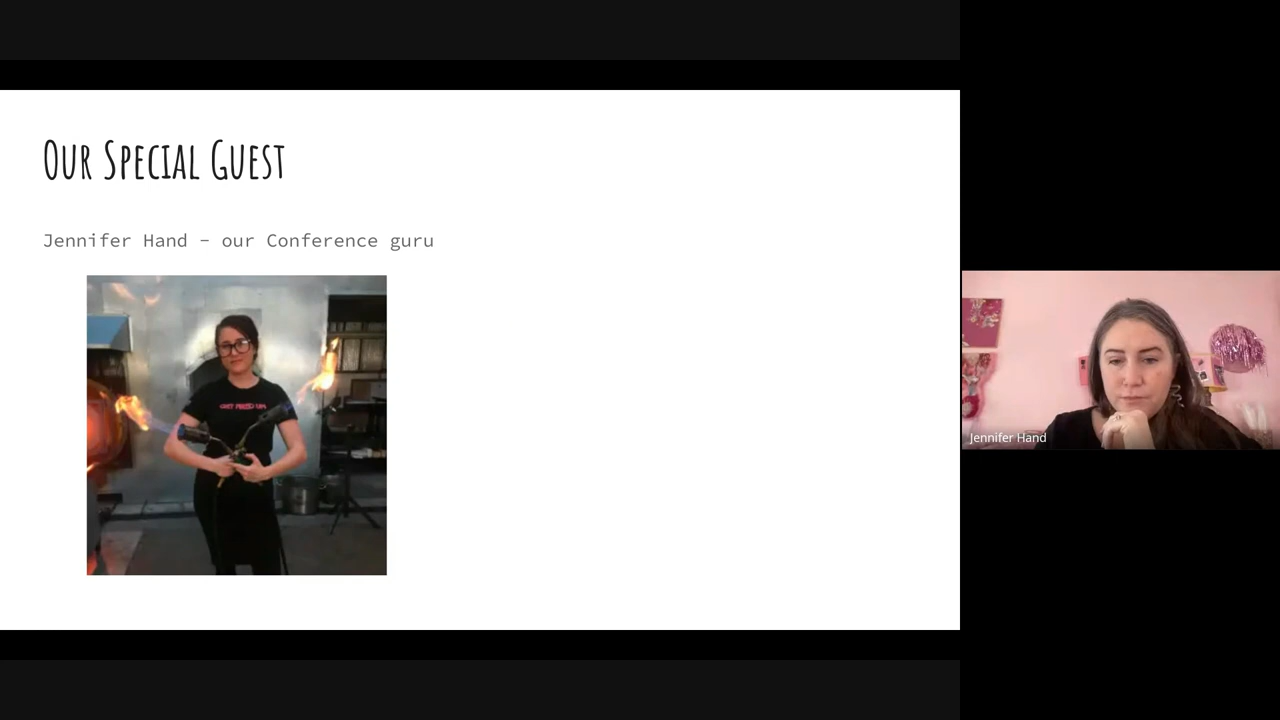 Our Special Guest
Jennifer Hand - our Conference guru
Jennifer Hand